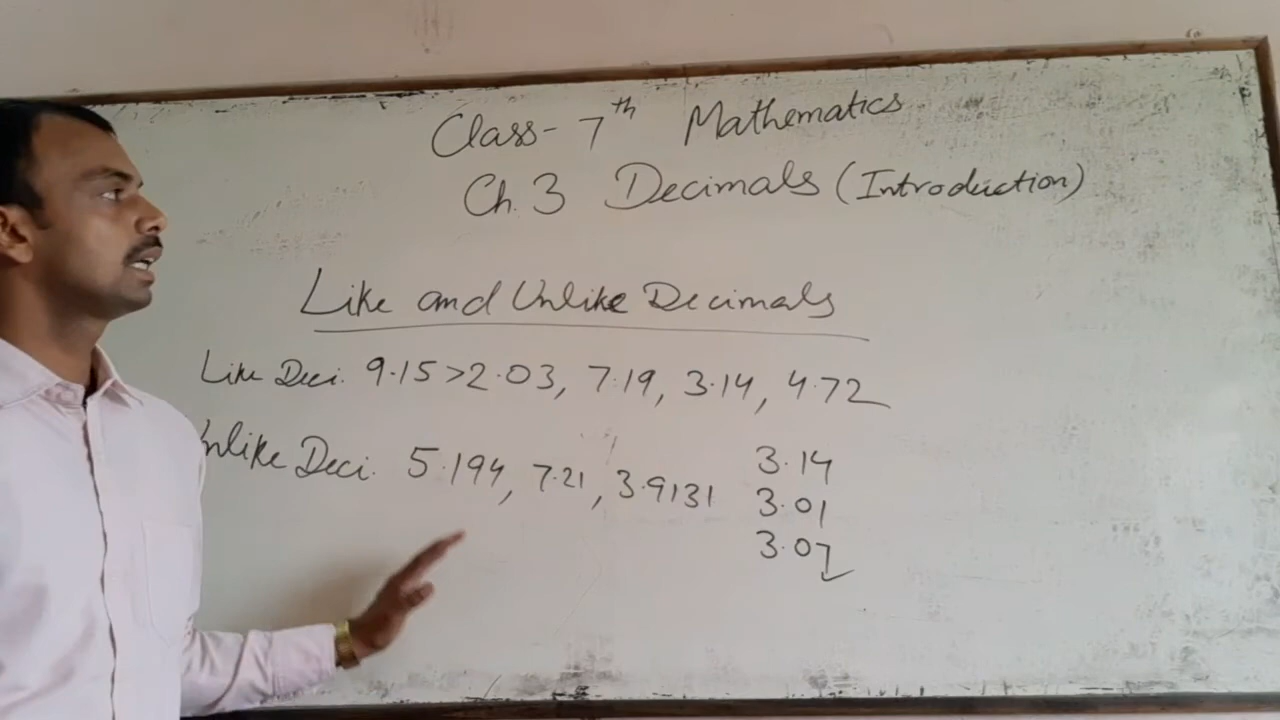 Class- 7th Mathematics
Ch. 3 Decimals (Introduction)
Like and Unlike Decimals
Like Deci. 9.15 > 2.03, 7.19, 3.14, 4.72
Unlike Deci. 5.194, 7.21, 3.9131
3.14
3.01
3.07